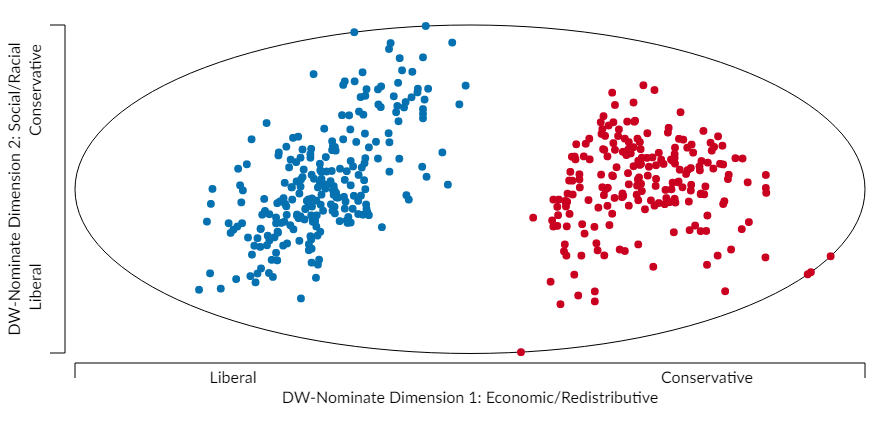 DW-Nominate Dimension 2: Social/Racial
Conservative
Liberal
Liberal
Conservative
DW-Nominate Dimension 1: Economic/Redistributive